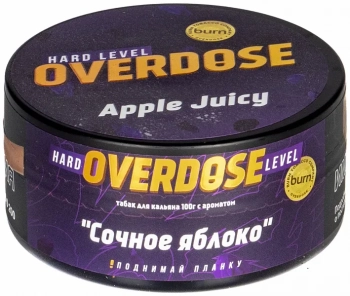 HARD LEVEL
OVERDOSE
burn
Apple Juicy
HARD OVERDOSE LEVEL
burn
табак для кальяна 100г с ароматом
"Сочное яблоко"
!ПОДНИМАЙ ПЛАНКУ